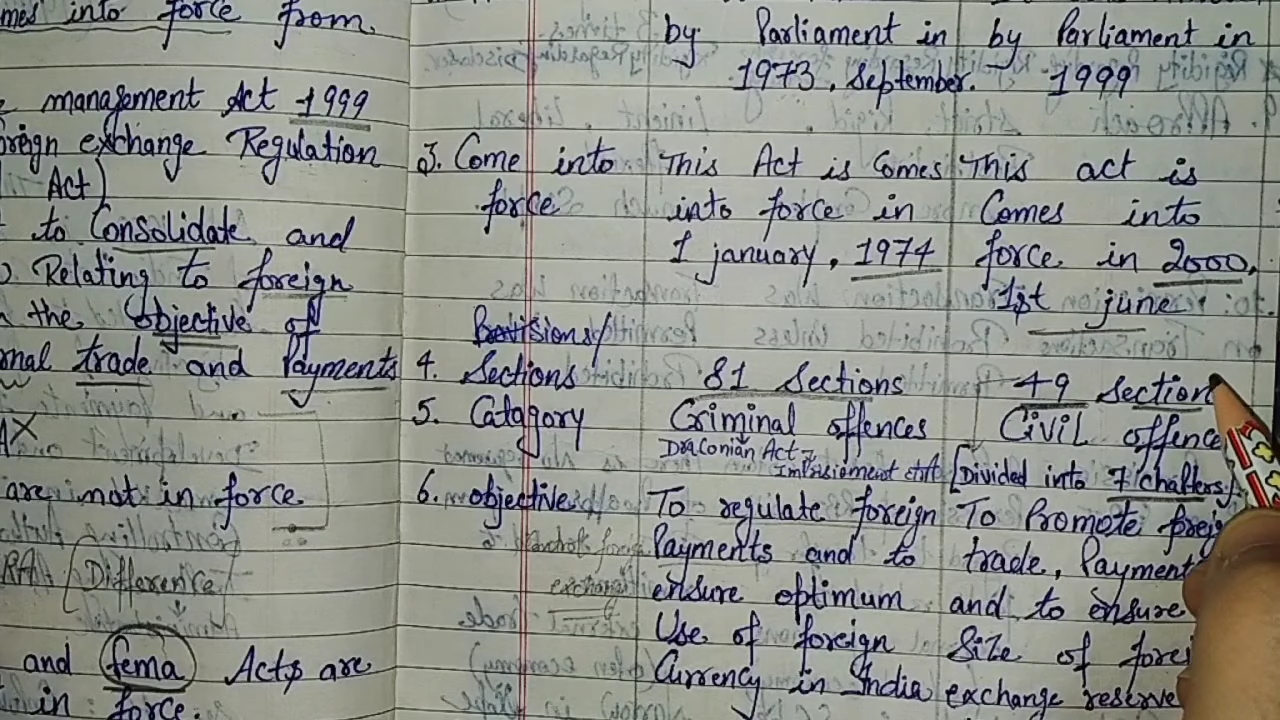 mes into force from.
management Act 1999
oreign exchange Regulation
Act)
to Consolidate and
Relating to foreign
the objective of
onal trade and Payments
are not in force
RA Difference
and fema Acts are
in force.
by Parliament in
1973, September.
by Parliament in
1999
3. Come into
force
This Act is Comes
into force in
1 january, 1974
This act is
Comes into
force in 2000,
1st june
Provisions/
4. Sections
81 Sections
49 Section
5. Catagory
Criminal offences
Draconian Act,
Civil offence
[Divided into 7 chapters]
6. objective
To regulate foreign
Payments and to
ensure optimum
Use of foreign
Currency in India
To Promote foreig
trade, Payment
and to ensure
Size of forei
exchange reserve